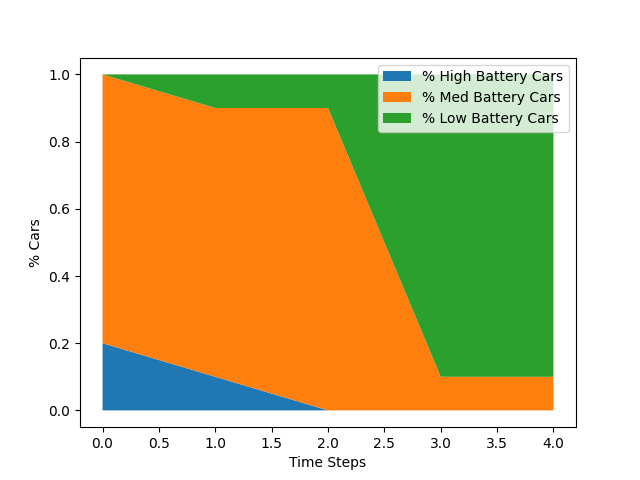 % High Battery Cars
% Med Battery Cars
% Low Battery Cars
1.0
0.8
0.6
0.4
0.2
0.0
% Cars
0.0 0.5 1.0 1.5 2.0 2.5 3.0 3.5 4.0
Time Steps